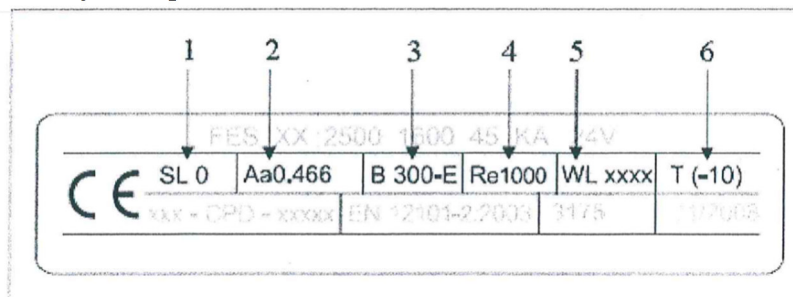 1 2 3 4 5 6
FES XX 2500 1600 45 KA 24V
CE SL 0 Aa0.466 B 300-E Re1000 WL xxxx T (-10)
xxx - CPD - xxxxx EN 12101-2:2003 3175 /2008